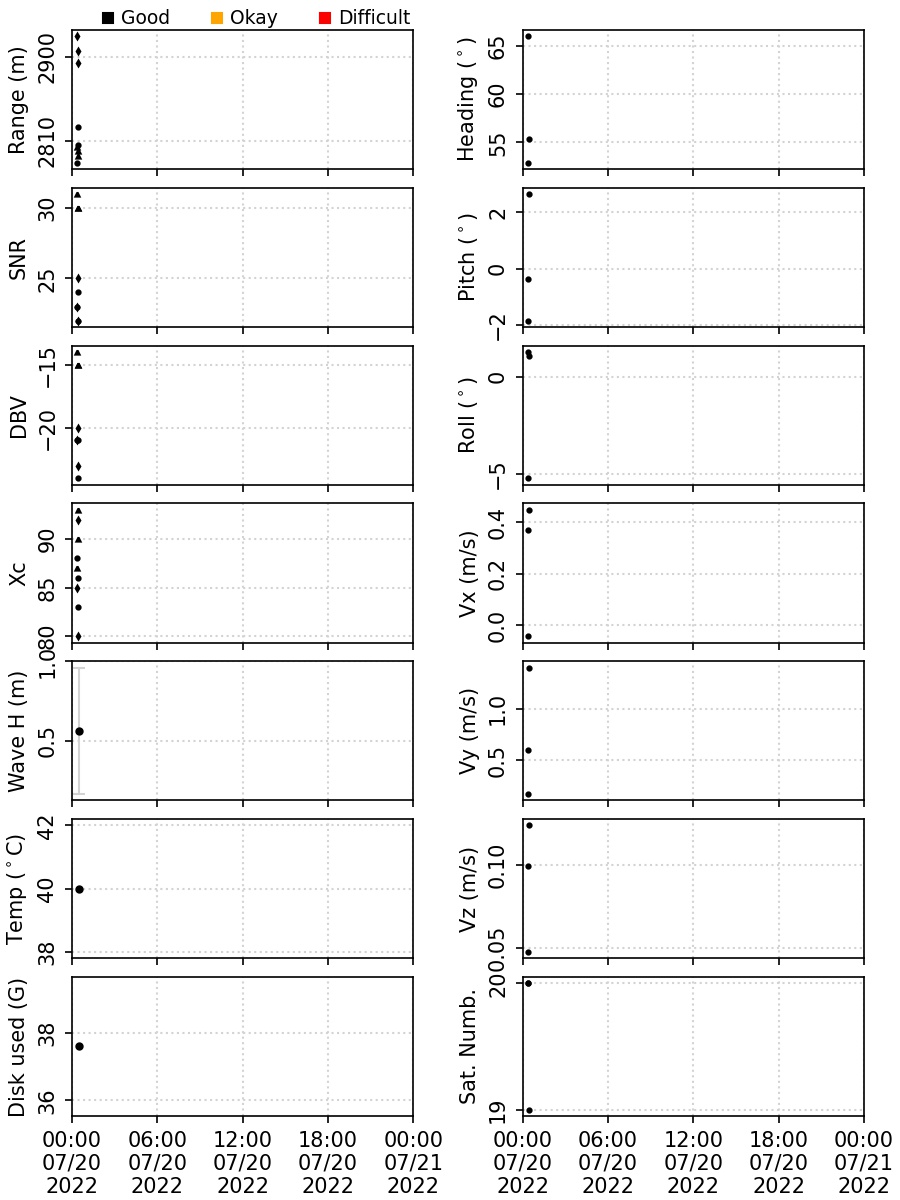 Good Okay Difficult
Range (m)
2900
2810
SNR
30
25
DBV
−15
−20
Xc
90
85
80
Wave H (m)
1.0
0.5
Temp (°C)
42
40
38
Disk used (G)
38
36
00:00 06:00 12:00 18:00 00:00
07/20 07/20 07/20 07/20 07/21
2022 2022 2022 2022 2022
Heading (°)
65
60
55
Pitch (°)
2
0
−2
Roll (°)
0
−5
Vx (m/s)
0.4
0.2
0.0
Vy (m/s)
1.0
0.5
Vz (m/s)
0.10
0.05
Sat. Numb.
20
19
00:00 06:00 12:00 18:00 00:00
07/20 07/20 07/20 07/20 07/21
2022 2022 2022 2022 2022